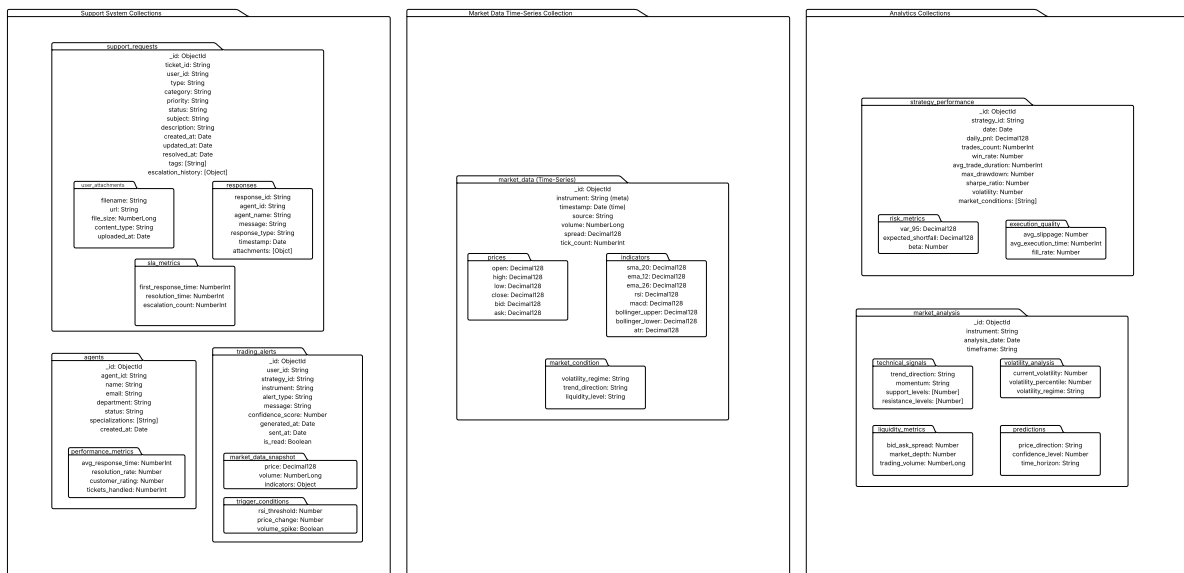 Support System Collections
support_requests
_id: ObjectId
ticket_id: String
user_id: String
type: String
category: String
priority: String
status: String
subject: String
description: String
created_at: Date
updated_at: Date
resolved_at: Date
tags: [String]
escalation_history: [Object]
user_attachments
filename: String
url: String
file_size: NumberLong
content_type: String
uploaded_at: Date
responses
response_id: String
agent_id: String
agent_name: String
message: String
response_type: String
timestamp: Date
attachments: [Objct]
sla_metrics
first_response_time: NumberInt
resolution_time: NumberInt
escalation_count: NumberInt
agents
_id: ObjectId
agent_id: String
name: String
email: String
department: String
status: String
specializations: [String]
created_at: Date
performance_metrics
avg_response_time: NumberInt
resolution_rate: Number
customer_rating: Number
tickets_handled: NumberInt
trading_alerts
_id: ObjectId
user_id: String
strategy_id: String
instrument: String
alert_type: String
message: String
confidence_score: Number
generated_at: Date
sent_at: Date
is_read: Boolean
market_data_snapshot
price: Decimal128
volume: NumberLong
indicators: Object
trigger_conditions
rsi_threshold: Number
price_change: Number
volume_spike: Boolean
Market Data Time-Series Collection
market_data (Time-Series)
_id: ObjectId
instrument: String (meta)
timestamp: Date (time)
source: String
volume: NumberLong
spread: Decimal128
tick_count: NumberInt
prices
open: Decimal128
high: Decimal128
low: Decimal128
close: Decimal128
bid: Decimal128
ask: Decimal128
indicators
sma_20: Decimal128
ema_12: Decimal128
ema_26: Decimal128
rsi: Decimal128
macd: Decimal128
bollinger_upper: Decimal128
bollinger_lower: Decimal128
atr: Decimal128
market_condition
volatility_regime: String
trend_direction: String
liquidity_level: String
Analytics Collections
strategy_performance
_id: ObjectId
strategy_id: String
date: Date
daily_pnl: Decimal128
trades_count: NumberInt
win_rate: Number
avg_trade_duration: NumberInt
max_drawdown: Number
sharpe_ratio: Number
volatility: Number
market_conditions: [String]
risk_metrics
var_95: Decimal128
expected_shortfall: Decimal128
beta: Number
execution_quality
avg_slippage: Number
avg_execution_time: NumberInt
fill_rate: Number
market_analysis
_id: ObjectId
instrument: String
analysis_date: Date
timeframe: String
technical_signals
trend_direction: String
momentum: String
support_levels: [Number]
resistance_levels: [Number]
volatility_analysis
current_volatility: Number
volatility_percentile: Number
volatility_regime: String
liquidity_metrics
bid_ask_spread: Number
market_depth: Number
trading_volume: NumberLong
predictions
price_direction: String
confidence_level: Number
time_horizon: String